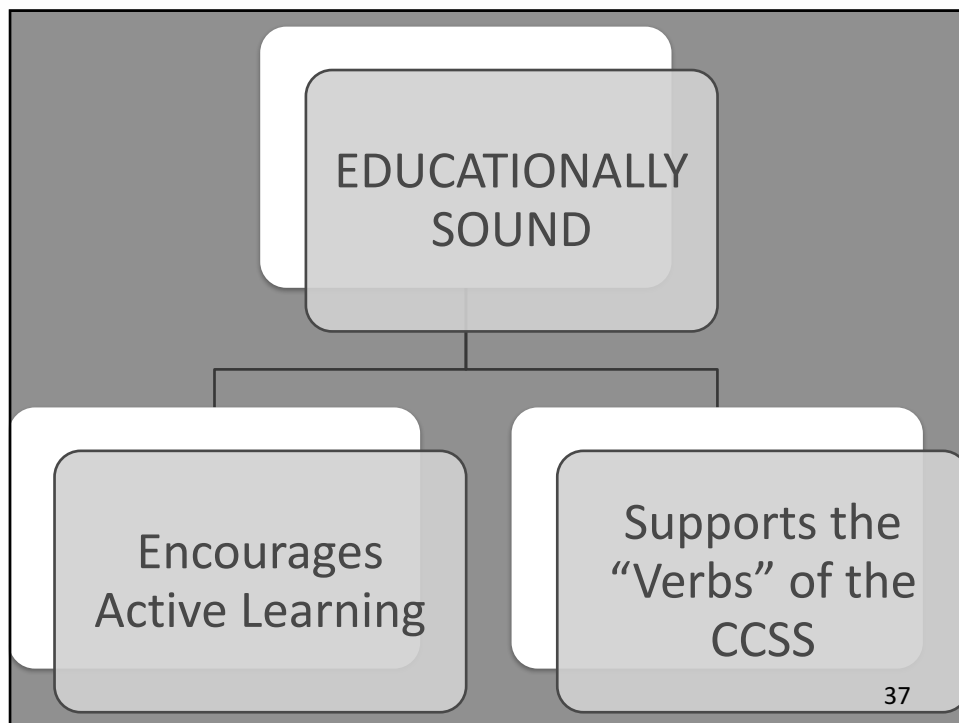 EDUCATIONALLY
SOUND
Encourages
Active Learning
Supports the
“Verbs” of the
CCSS
37